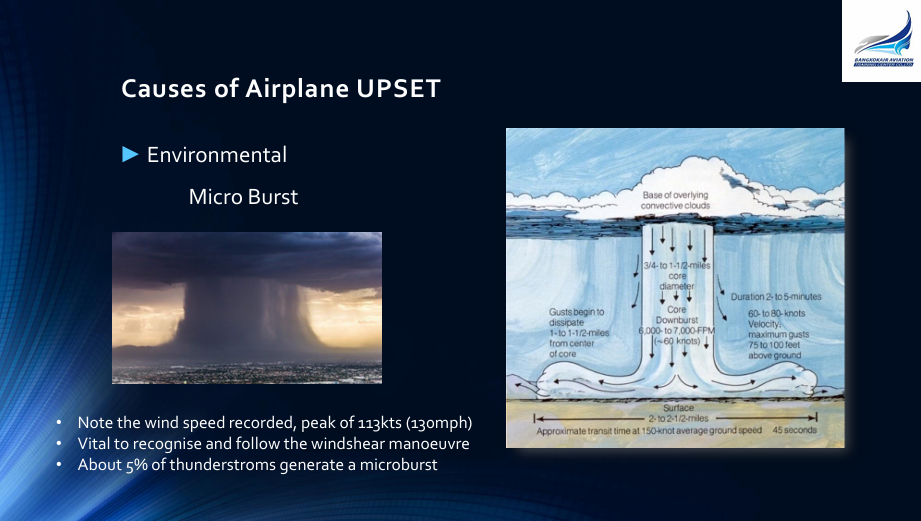 BANGKOKAIR AVIATION
TRAINING CENTER CO.,LTD
Causes of Airplane UPSET
Environmental
Micro Burst
Base of overlying
convective clouds
3/4- to 1-1/2-miles
core
diameter
Duration 2- to 5-minutes
Gusts begin to
dissipate
1- to 1-1/2-miles
from center
of core
Core
Downburst
6,000- to 7,000-FPM
(~60 knots)
60- to 80- knots
Velocity,
maximum gusts
75 to 100 feet
above ground
Surface
2- to 2-1/2-miles
Approximate transit time at 150-knot average ground speed 45 seconds
• Note the wind speed recorded, peak of 113kts (130mph)
• Vital to recognise and follow the windshear manoeuvre
• About 5% of thunderstroms generate a microburst